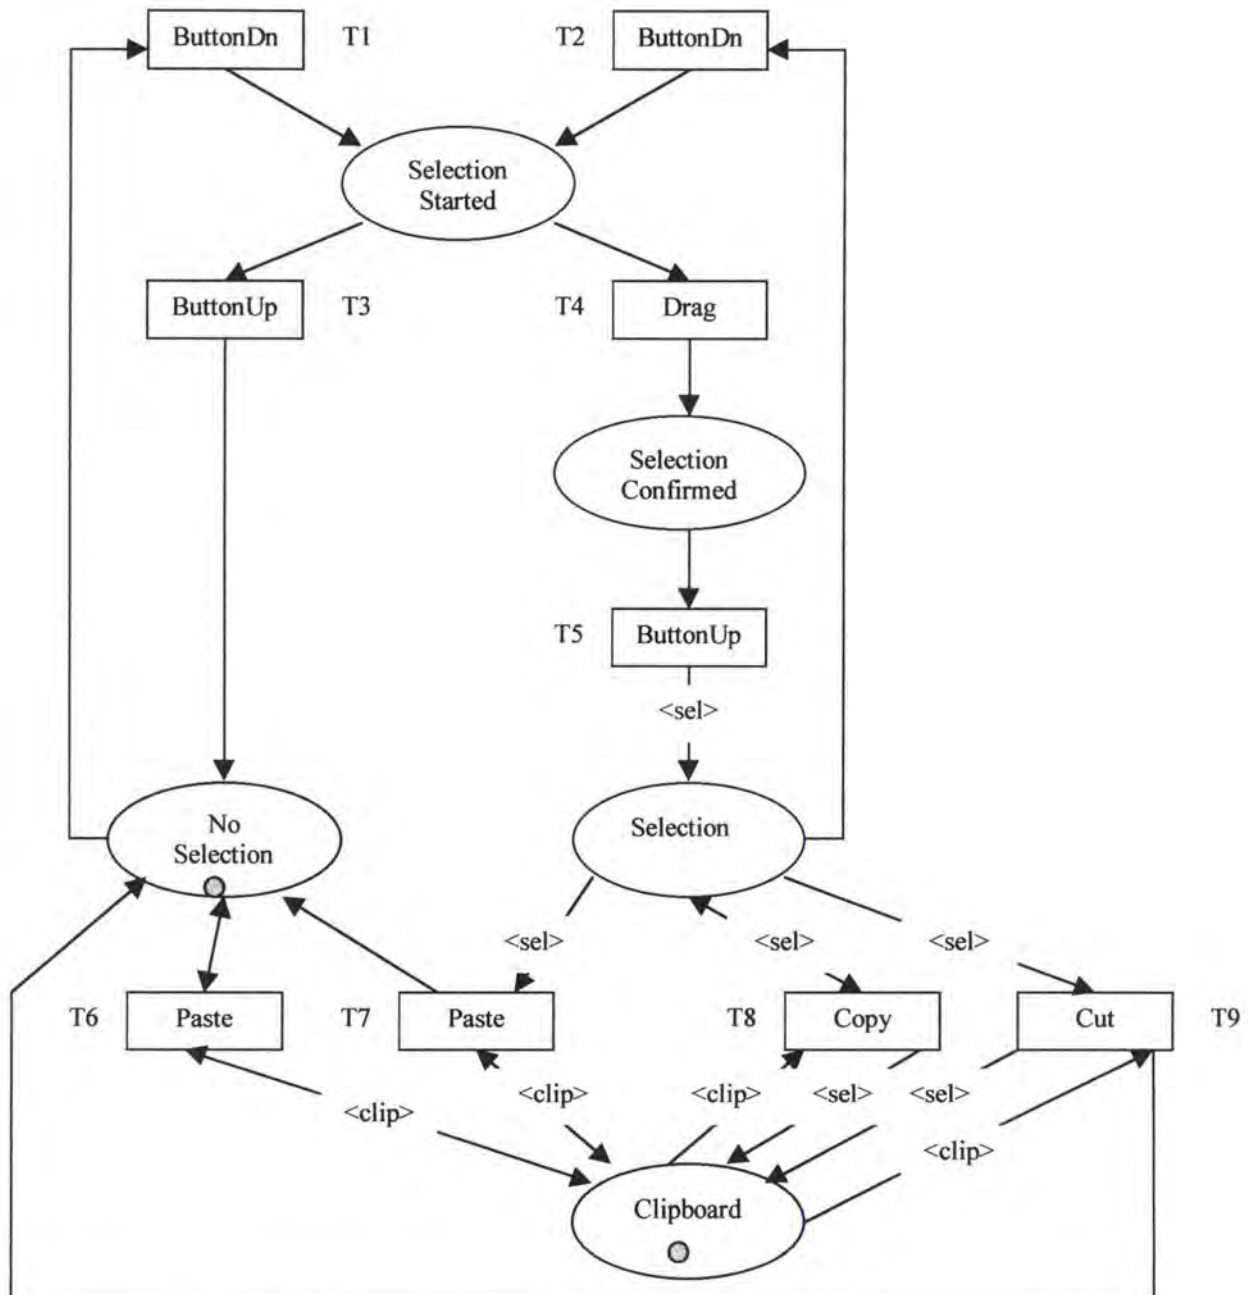 ButtonDn T1 T2 ButtonDn
Selection
Started
ButtonUp T3 T4 Drag
Selection
Confirmed
T5 ButtonUp
<sel>
No
Selection
Selection
<sel> <sel> <sel>
T6 Paste T7 Paste T8 Copy Cut T9
<clip> <clip> <clip> <sel> <sel>
<clip>
Clipboard